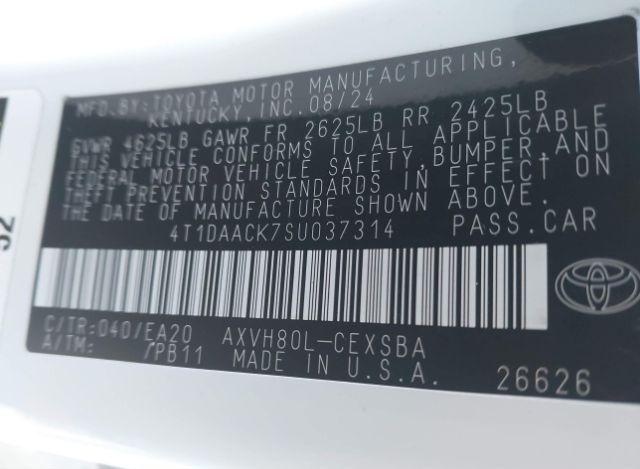 MFD.BY:TOYOTA MOTOR MANUFACTURING,
KENTUCKY, INC. 08/24
GVWR 4625LB GAWR FR 2625LB RR 2425LB
THIS VEHICLE CONFORMS TO ALL APPLICABLE
FEDERAL MOTOR VEHICLE SAFETY,BUMPER,AND
THEFT PREVENTION STANDARDS IN EFFECT ON
THE DATE OF MANUFACTURE SHOWN ABOVE.
4T1DAACK7SU037314 PASS.CAR
C/TR:040/EA20 AXVH80L-CEXSBA
A/TM: /PB11 MADE IN U.S.A.
26626
52